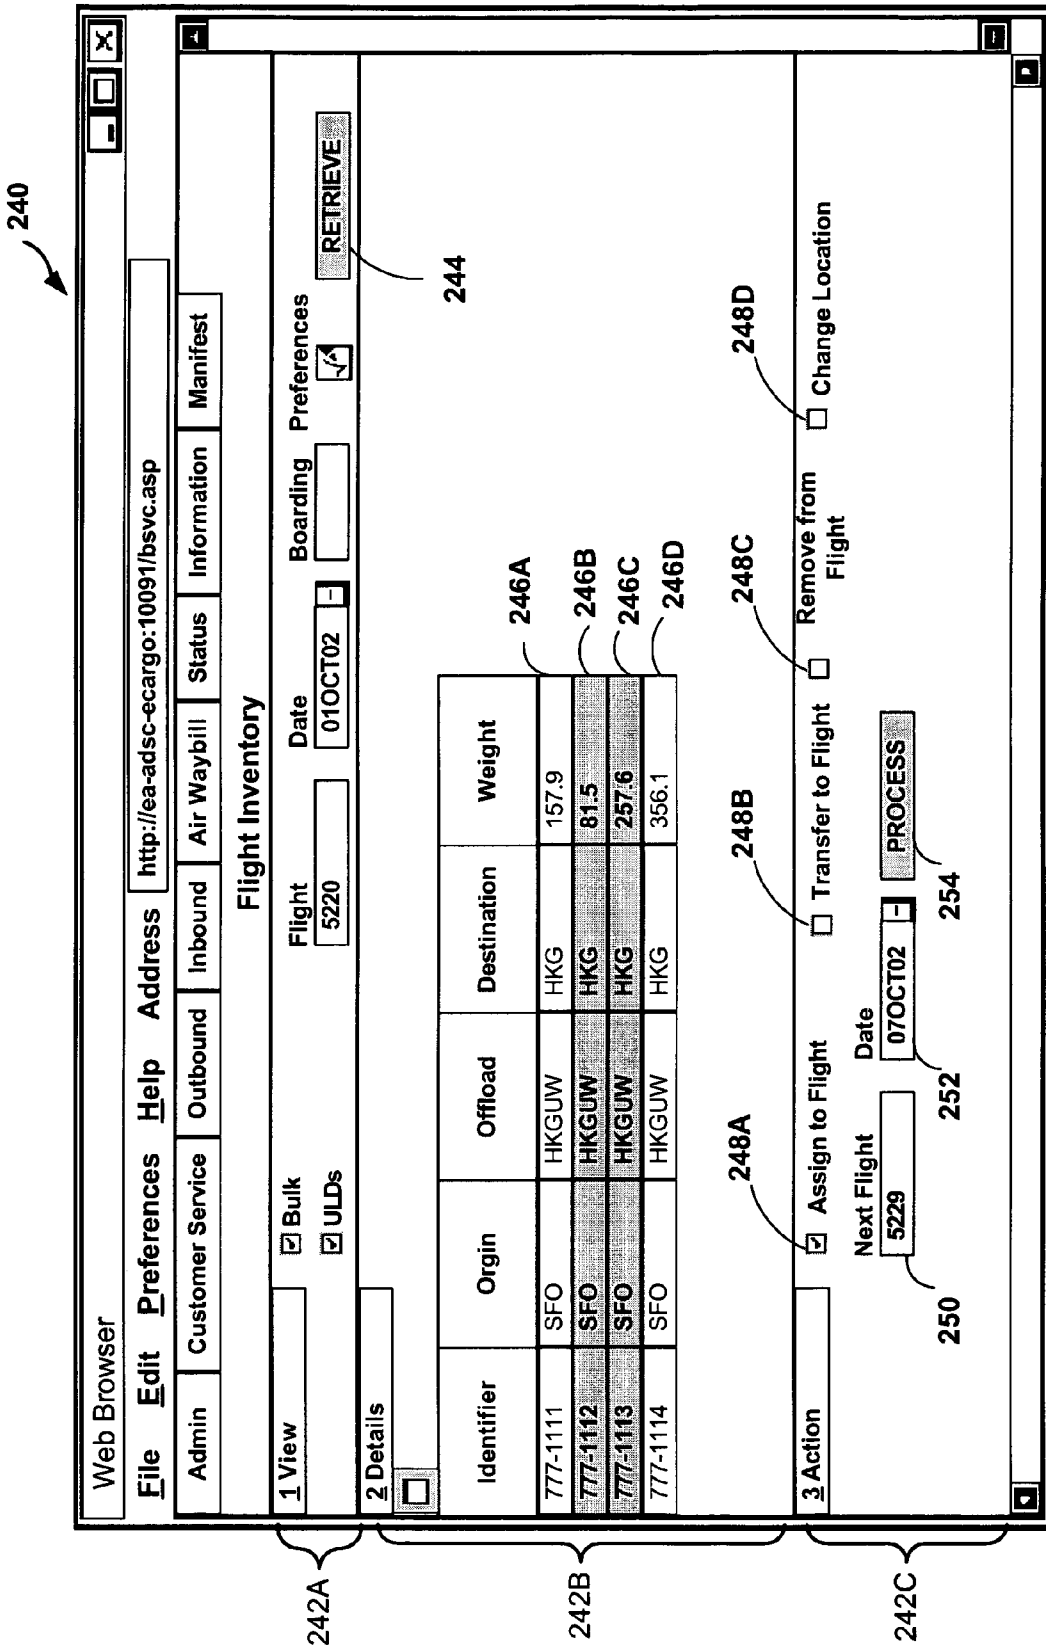 240
Web Browser
File Edit Preferences Help Address http://ea-adsc-ecargo:10091/bsvc.asp
Admin Customer Service Outbound Inbound Air Waybill Status Information Manifest
Flight Inventory
242A
1 View
Bulk
ULDs
Flight
5220
Date
01OCT02
Boarding
Preferences
RETRIEVE
244
242B
2 Details
Identifier Orgin Offload Destination Weight
777-1111 SFO HKGUW HKG 157.9
777-1112 SFO HKGUW HKG 81.5
777-1113 SFO HKGUW HKG 257.6
777-1114 SFO HKGUW HKG 356.1
246A
246B
246C
246D
248A
248B
248C
248D
242C
3 Action
Assign to Flight
Transfer to Flight
Remove from
Flight
Change Location
Next Flight
5229
Date
07OCT02
PROCESS
250
252
254